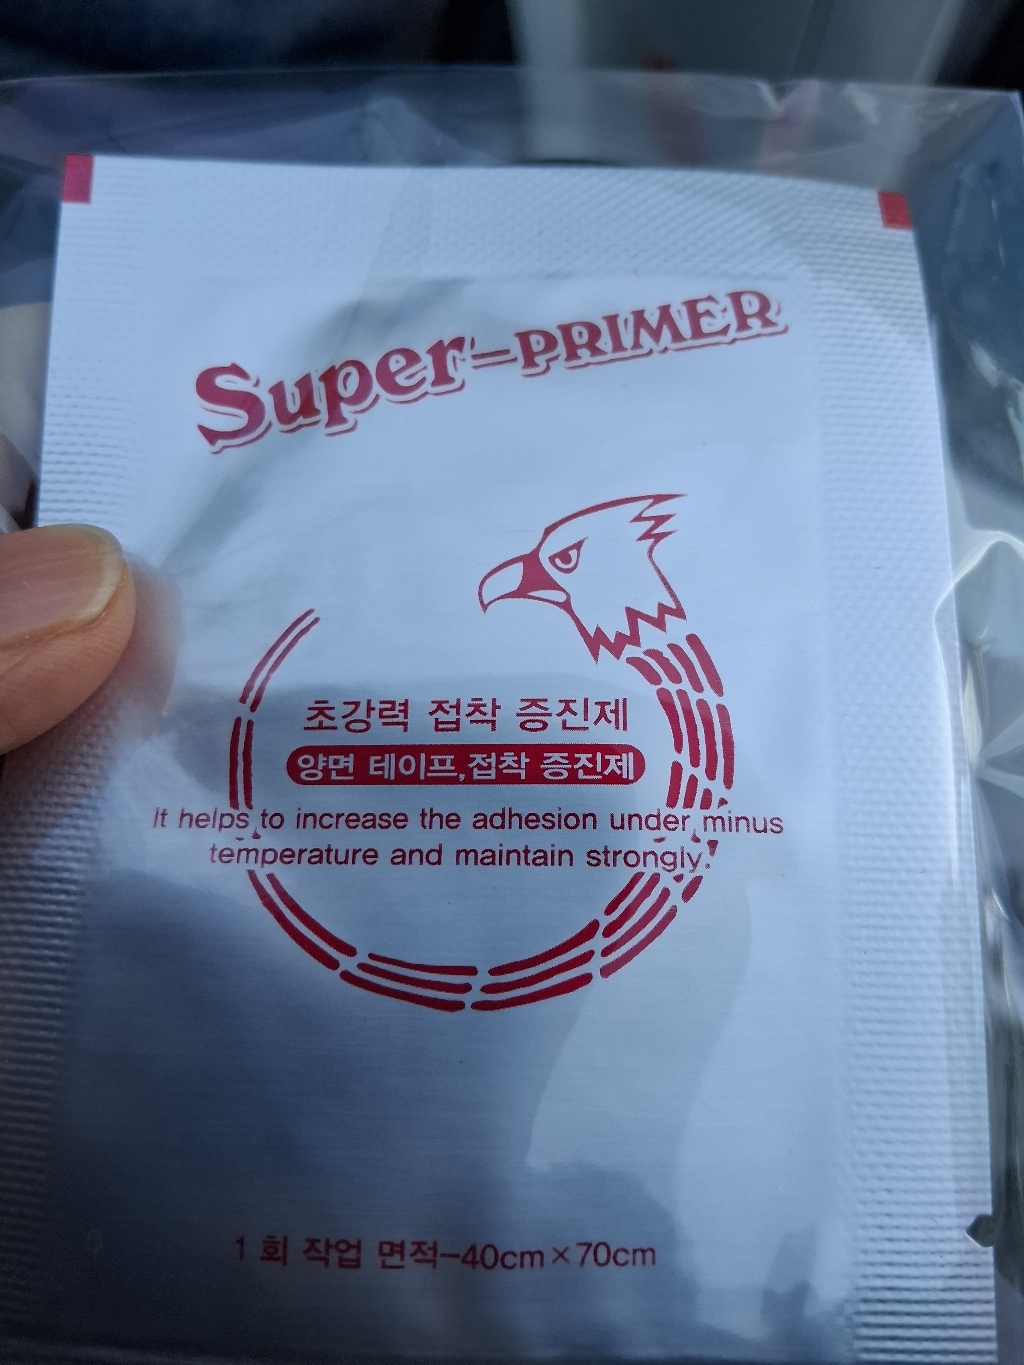 Super-PRIMER
초강력 접착 증진제
양면 테이프,접착 증진제
It helps to increase the adhesion under minus
temperature and maintain strongly.
1 회 작업 면적-40cm×70cm